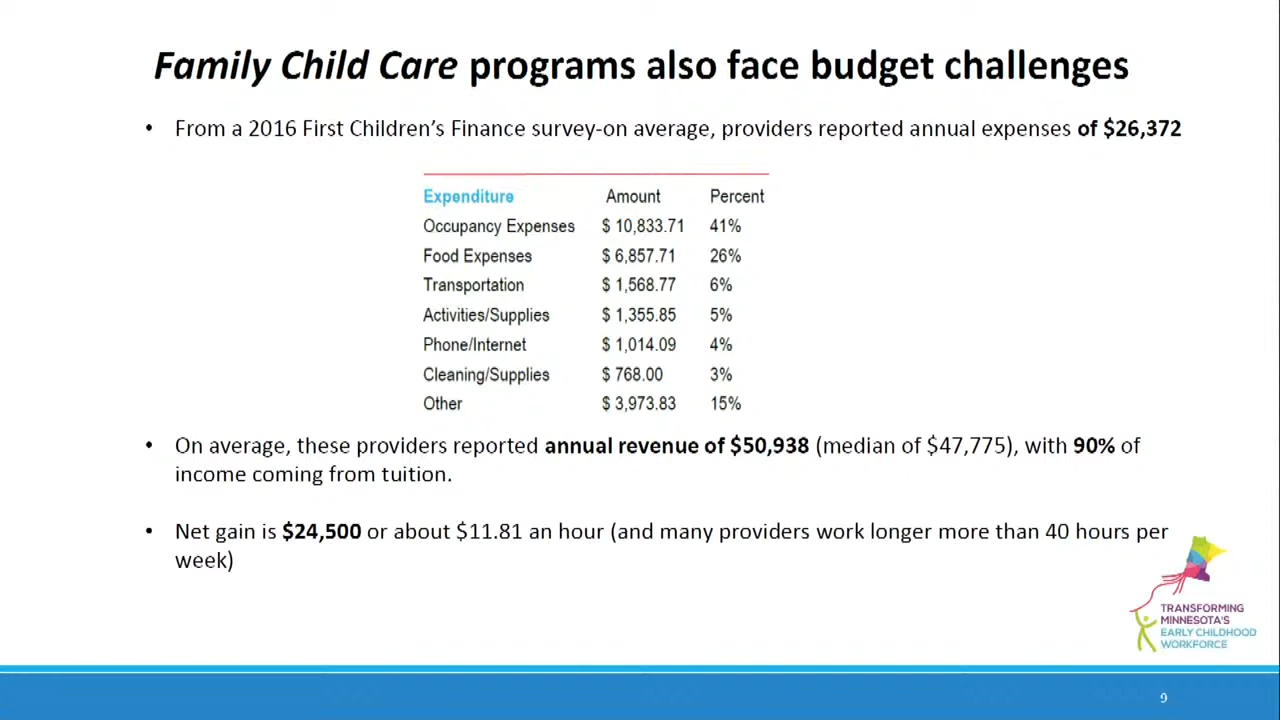 Family Child Care programs also face budget challenges
• From a 2016 First Children's Finance survey-on average, providers reported annual expenses of $26,372
Expenditure Amount Percent
Occupancy Expenses $ 10,833.71 41%
Food Expenses $ 6,857.71 26%
Transportation $ 1,568.77 6%
Activities/Supplies $ 1,355.85 5%
Phone/Internet $ 1,014.09 4%
Cleaning/Supplies $ 768.00 3%
Other $ 3,973.83 15%
• On average, these providers reported annual revenue of $50,938 (median of $47,775), with 90% of
income coming from tuition.
• Net gain is $24,500 or about $11.81 an hour (and many providers work longer more than 40 hours per
week)
TRANSFORMING
MINNESOTA'S
EARLY CHILDHOOD
WORKFORCE
9